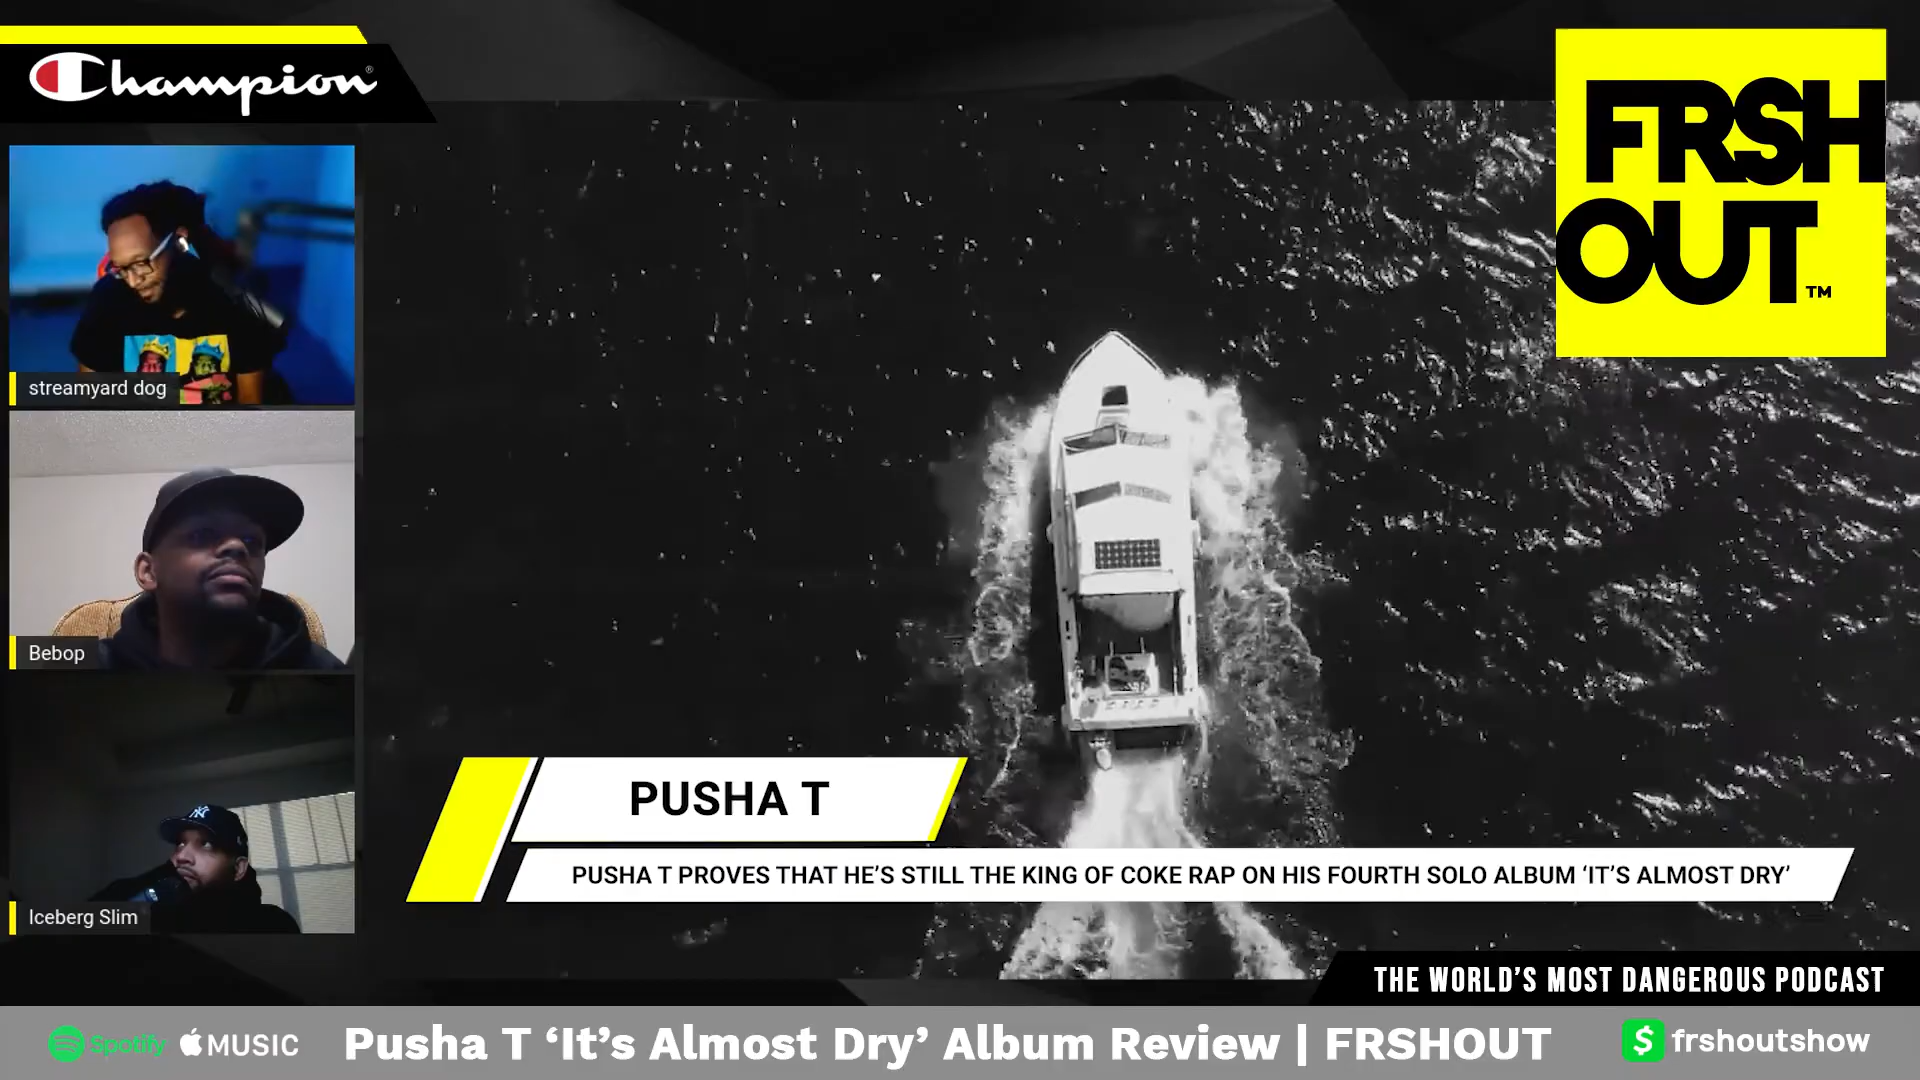 Champion®
FRSH
OUT™
streamyard dog
Bebop
Iceberg Slim
PUSHA T
PUSHA T PROVES THAT HE’S STILL THE KING OF COKE RAP ON HIS FOURTH SOLO ALBUM ‘IT’S ALMOST DRY’
THE WORLD’S MOST DANGEROUS PODCAST
Spotify MUSIC Pusha T ‘It’s Almost Dry’ Album Review | FRSHOUT $ frshoutshow